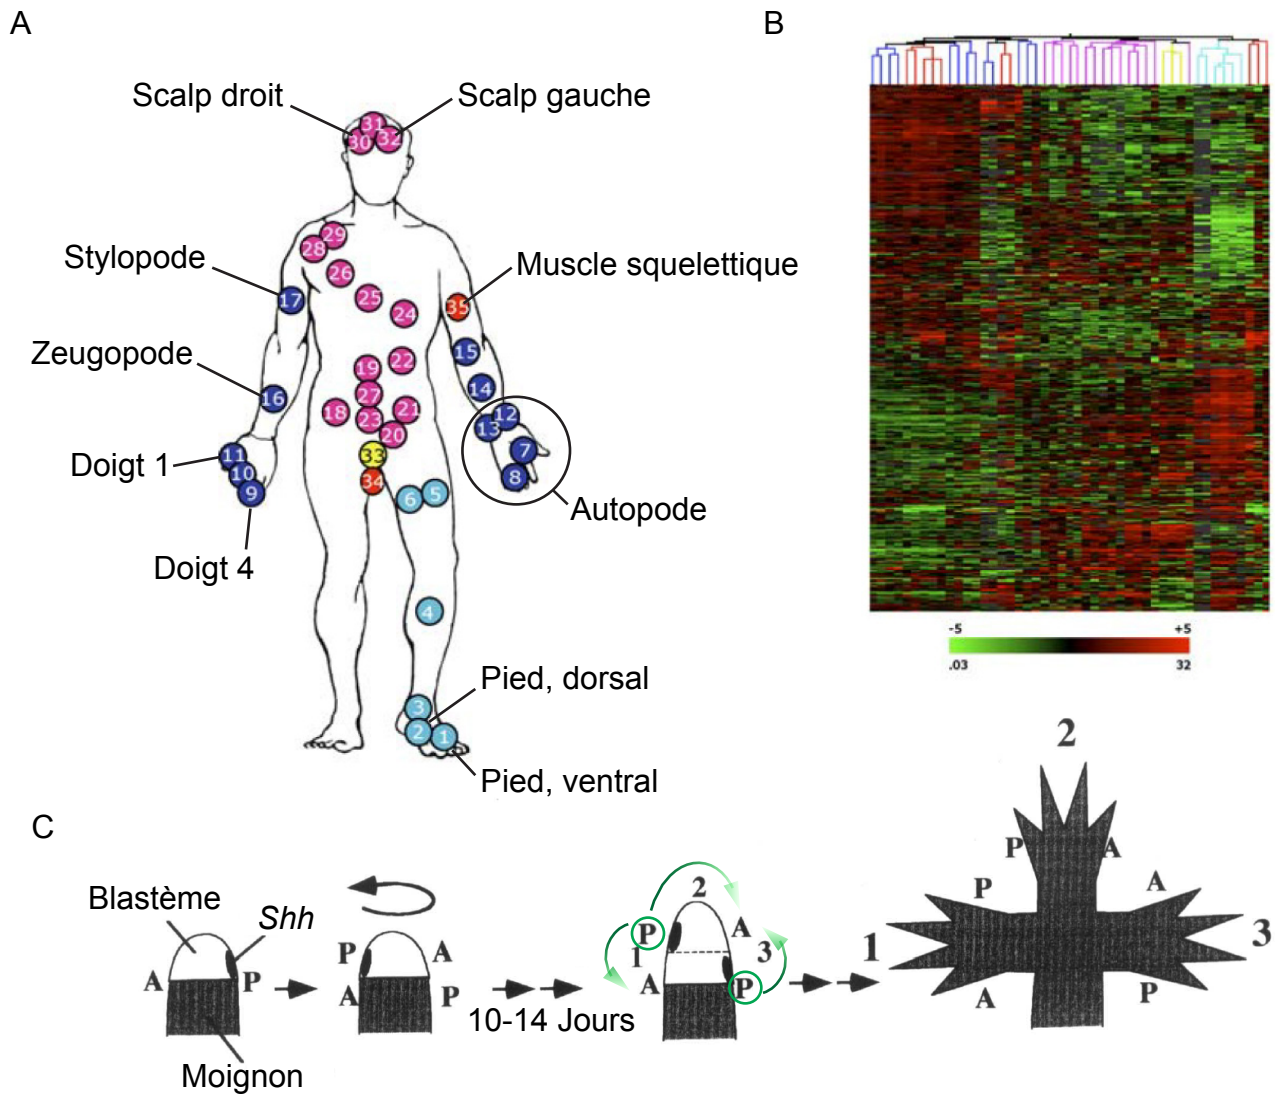 A
B
Scalp droit
Scalp gauche
31
30
32
29
28
26
25
24
22
19
27
18
23
21
20
33
34
Stylopode
17
Muscle squelettique
35
15
14
12
13
7
8
Zeugopode
16
Doigt 1
11
10
9
Doigt 4
Autopode
6
5
4
3
2
1
Pied, dorsal
Pied, ventral
-5
+5
.03
32
C
Blastème
Shh
A
P
Moignon
P
A
A
P
10-14 Jours
2
P
A
1
3
A
P
2
P
A
P
A
1
3
A
P